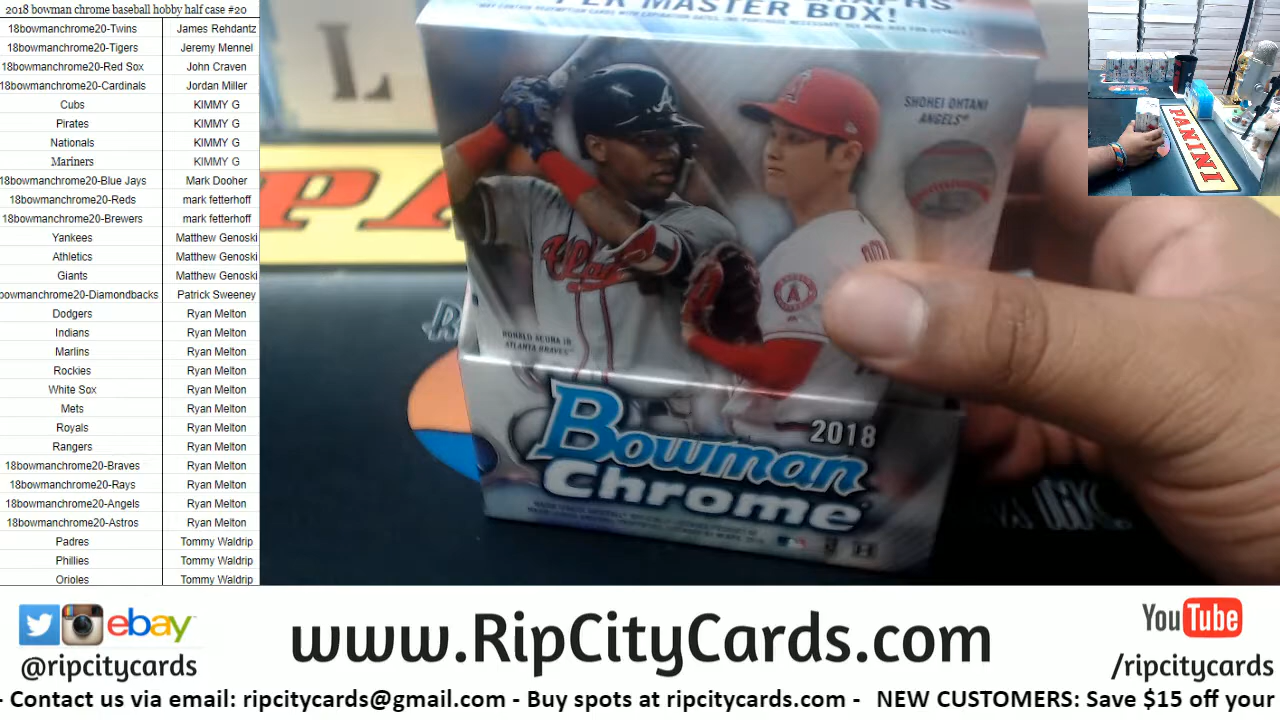 2018 bowman chrome baseball hobby half case #20
18bowmanchrome20-Twins James Rehdantz
18bowmanchrome20-Tigers Jeremy Mennel
18bowmanchrome20-Red Sox John Craven
18bowmanchrome20-Cardinals Jordan Miller
Cubs KIMMY G
Pirates KIMMY G
Nationals KIMMY G
Mariners KIMMY G
18bowmanchrome20-Blue Jays Mark Dooher
18bowmanchrome20-Reds mark fetterhoff
18bowmanchrome20-Brewers mark fetterhoff
Yankees Matthew Genoski
Athletics Matthew Genoski
Giants Matthew Genoski
bowmanchrome20-Diamondbacks Patrick Sweeney
Dodgers Ryan Melton
Indians Ryan Melton
Marlins Ryan Melton
Rockies Ryan Melton
White Sox Ryan Melton
Mets Ryan Melton
Royals Ryan Melton
Rangers Ryan Melton
18bowmanchrome20-Braves Ryan Melton
18bowmanchrome20-Rays Ryan Melton
18bowmanchrome20-Angels Ryan Melton
18bowmanchrome20-Astros Ryan Melton
Padres Tommy Waldrip
Phillies Tommy Waldrip
Orioles Tommy Waldrip
PER MASTER BOX!
SHOHEI OHTANI
ANGELS®
RONALD ACUÑA JR.
ATLANTA BRAVES™
2018
Bowman
Chrome®
PANINI
ebay
@ripcitycards
www.RipCityCards.com
YouTube
/ripcitycards
- Contact us via email: ripcitycards@gmail.com - Buy spots at ripcitycards.com - NEW CUSTOMERS: Save $15 off your